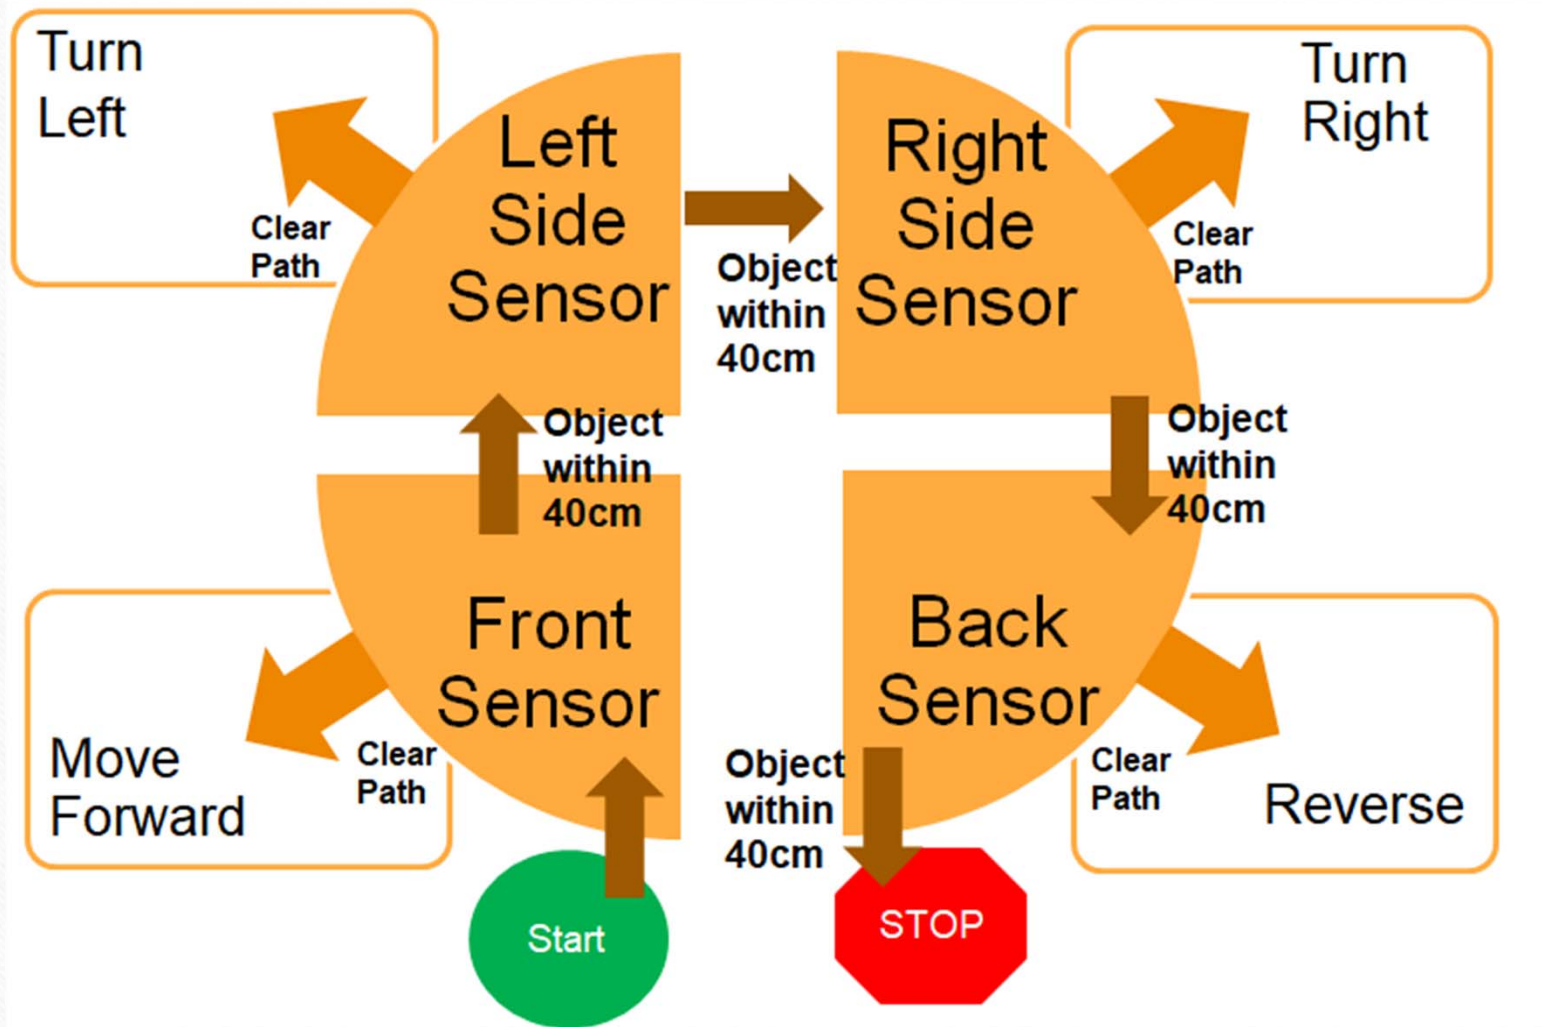 Turn
Left
Clear
Path
Left
Side
Sensor
Object
within
40cm
Right
Side
Sensor
Turn
Right
Clear
Path
Object
within
40cm
Object
within
40cm
Front
Sensor
Move
Forward
Clear
Path
Back
Sensor
Object
within
40cm
Clear
Path
Reverse
Start
STOP